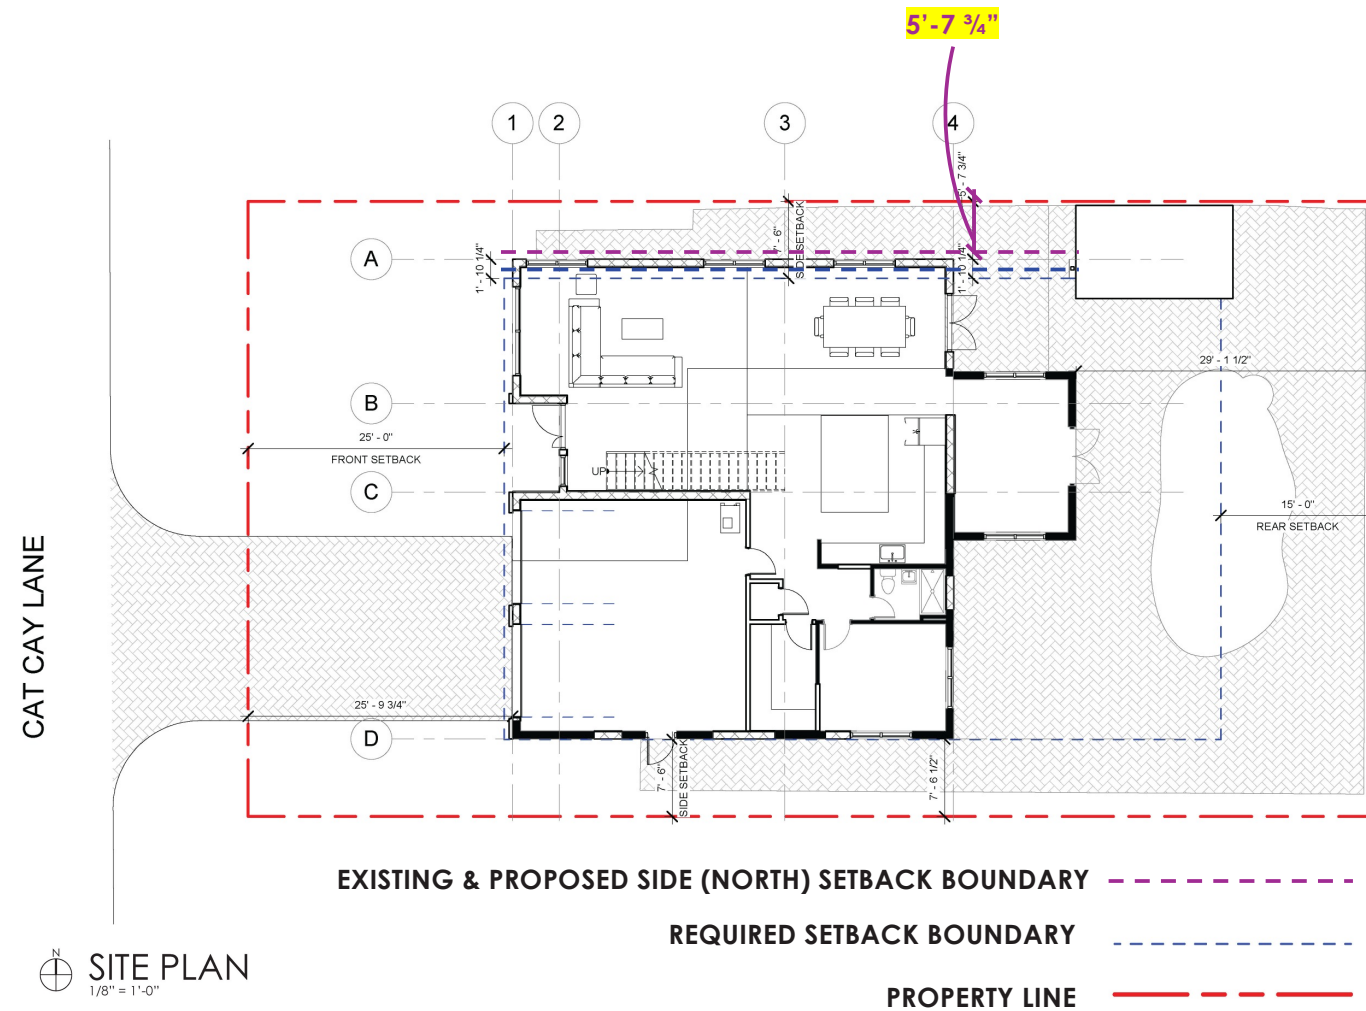 5'-7 ¾"
1
2
3
4
5' - 7 3/4"
7' - 6"
SIDE SETBACK
A
1' - 10 1/4"
1' - 10 1/4"
29' - 1 1/2"
B
25' - 0"
FRONT SETBACK
UP
C
15' - 0"
REAR SETBACK
CAT CAY LANE
25' - 9 3/4"
D
7' - 6"
SIDE SETBACK
7' - 6 1/2"
EXISTING & PROPOSED SIDE (NORTH) SETBACK BOUNDARY
REQUIRED SETBACK BOUNDARY
PROPERTY LINE
N
SITE PLAN
1/8" = 1'-0"